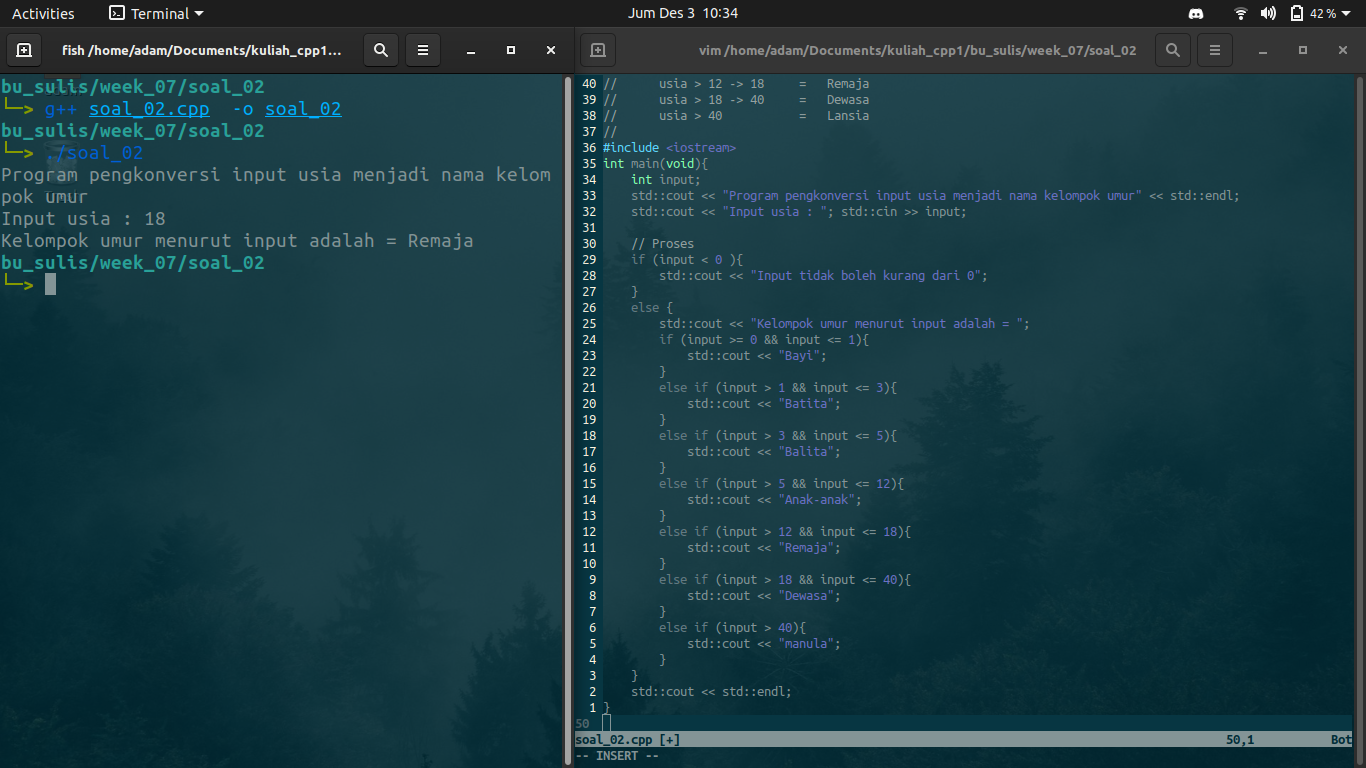 Activities Terminal Jum Des 3 10:34 42 %
fish /home/adam/Documents/kuliah_cpp1...
bu_sulis/week_07/soal_02
└─> g++ soal_02.cpp -o soal_02
bu_sulis/week_07/soal_02
└─> ./soal_02
Program pengkonversi input usia menjadi nama kelom
pok umur
Input usia : 18
Kelompok umur menurut input adalah = Remaja
bu_sulis/week_07/soal_02
└─>
vim /home/adam/Documents/kuliah_cpp1/bu_sulis/week_07/soal_02
40 //      usia > 12 -> 18     =   Remaja
39 //      usia > 18 -> 40     =   Dewasa
38 //      usia > 40           =   Lansia
37 //
36 #include <iostream>
35 int main(void){
34     int input;
33     std::cout << "Program pengkonversi input usia menjadi nama kelompok umur" << std::endl;
32     std::cout << "Input usia : "; std::cin >> input;
31
30     // Proses
29     if (input < 0 ){
28         std::cout << "Input tidak boleh kurang dari 0";
27     }
26     else {
25         std::cout << "Kelompok umur menurut input adalah = ";
24         if (input >= 0 && input <= 1){
23             std::cout << "Bayi";
22         }
21         else if (input > 1 && input <= 3){
20             std::cout << "Batita";
19         }
18         else if (input > 3 && input <= 5){
17             std::cout << "Balita";
16         }
15         else if (input > 5 && input <= 12){
14             std::cout << "Anak-anak";
13         }
12         else if (input > 12 && input <= 18){
11             std::cout << "Remaja";
10         }
9         else if (input > 18 && input <= 40){
8             std::cout << "Dewasa";
7         }
6         else if (input > 40){
5             std::cout << "manula";
4         }
3     }
2     std::cout << std::endl;
1 }
50
soal_02.cpp [+] 50,1 Bot
-- INSERT --